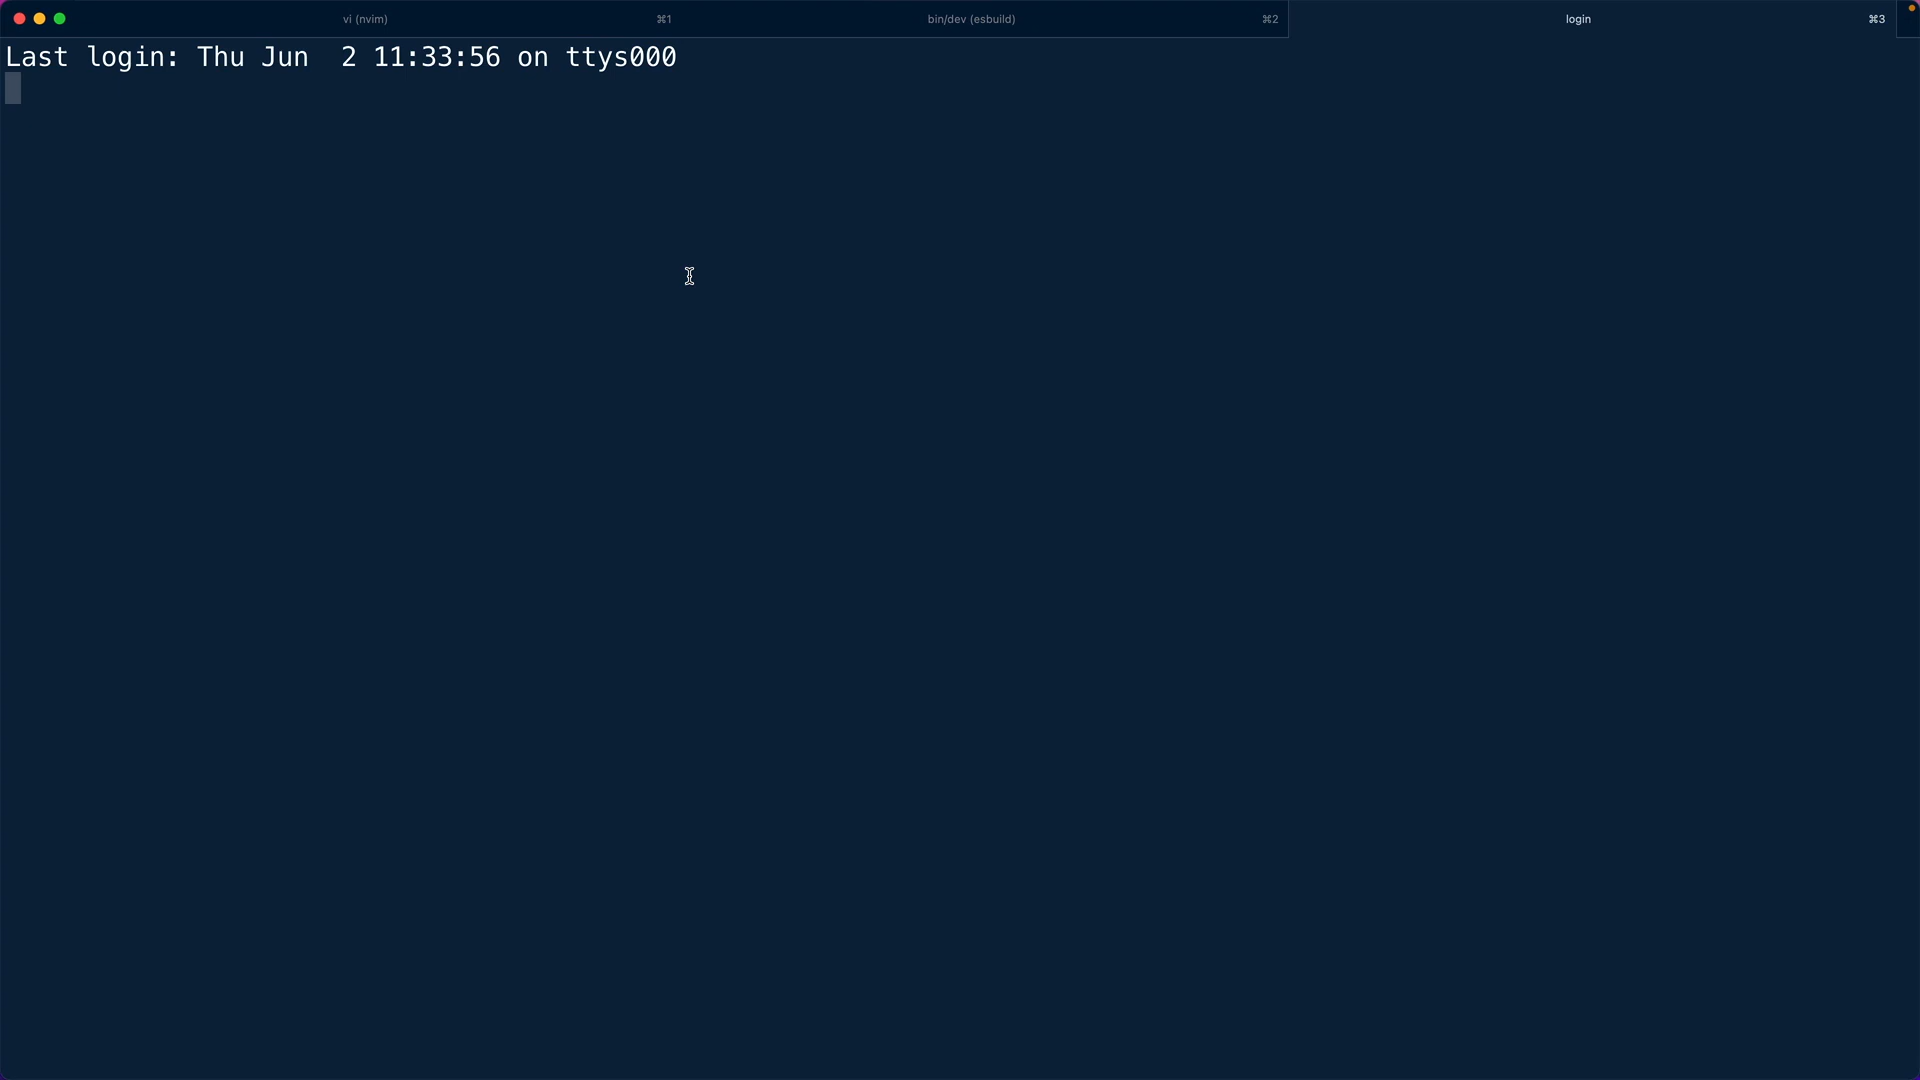 vi (nvim) ⌘1 bin/dev (esbuild) ⌘2 login ⌘3
Last login: Thu Jun  2 11:33:56 on ttys000